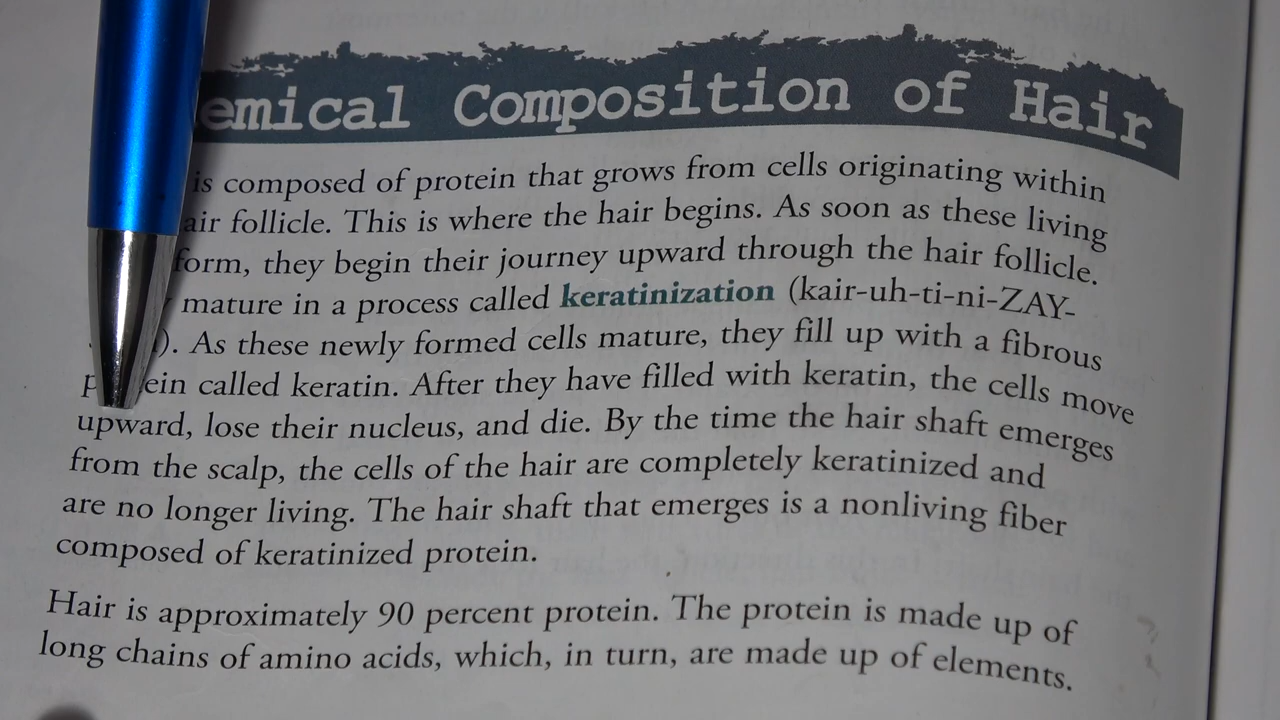 emical Composition of Hair
is composed of protein that grows from cells originating within
air follicle. This is where the hair begins. As soon as these living
form, they begin their journey upward through the hair follicle.
mature in a process called keratinization (kair-uh-ti-ni-ZAY-
). As these newly formed cells mature, they fill up with a fibrous
p ein called keratin. After they have filled with keratin, the cells move
upward, lose their nucleus, and die. By the time the hair shaft emerges
from the scalp, the cells of the hair are completely keratinized and
are no longer living. The hair shaft that emerges is a nonliving fiber
composed of keratinized protein.
Hair is approximately 90 percent protein. The protein is made up of
long chains of amino acids, which, in turn, are made up of elements.